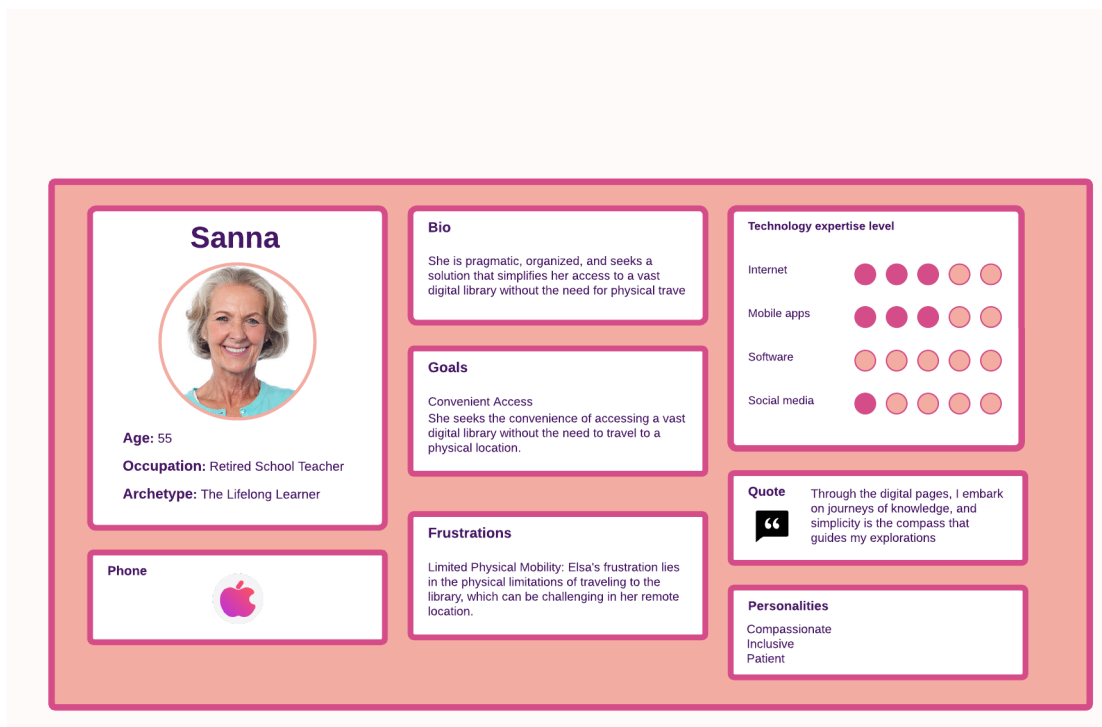 Sanna
Age: 55
Occupation: Retired School Teacher
Archetype: The Lifelong Learner
Phone
Bio
She is pragmatic, organized, and seeks a
solution that simplifies her access to a vast
digital library without the need for physical trave
Goals
Convenient Access
She seeks the convenience of accessing a vast
digital library without the need to travel to a
physical location.
Frustrations
Limited Physical Mobility: Elsa's frustration lies
in the physical limitations of traveling to the
library, which can be challenging in her remote
location.
Technology expertise level
Internet
Mobile apps
Software
Social media
Quote
Through the digital pages, I embark
on journeys of knowledge, and
simplicity is the compass that
guides my explorations
Personalities
Compassionate
Inclusive
Patient